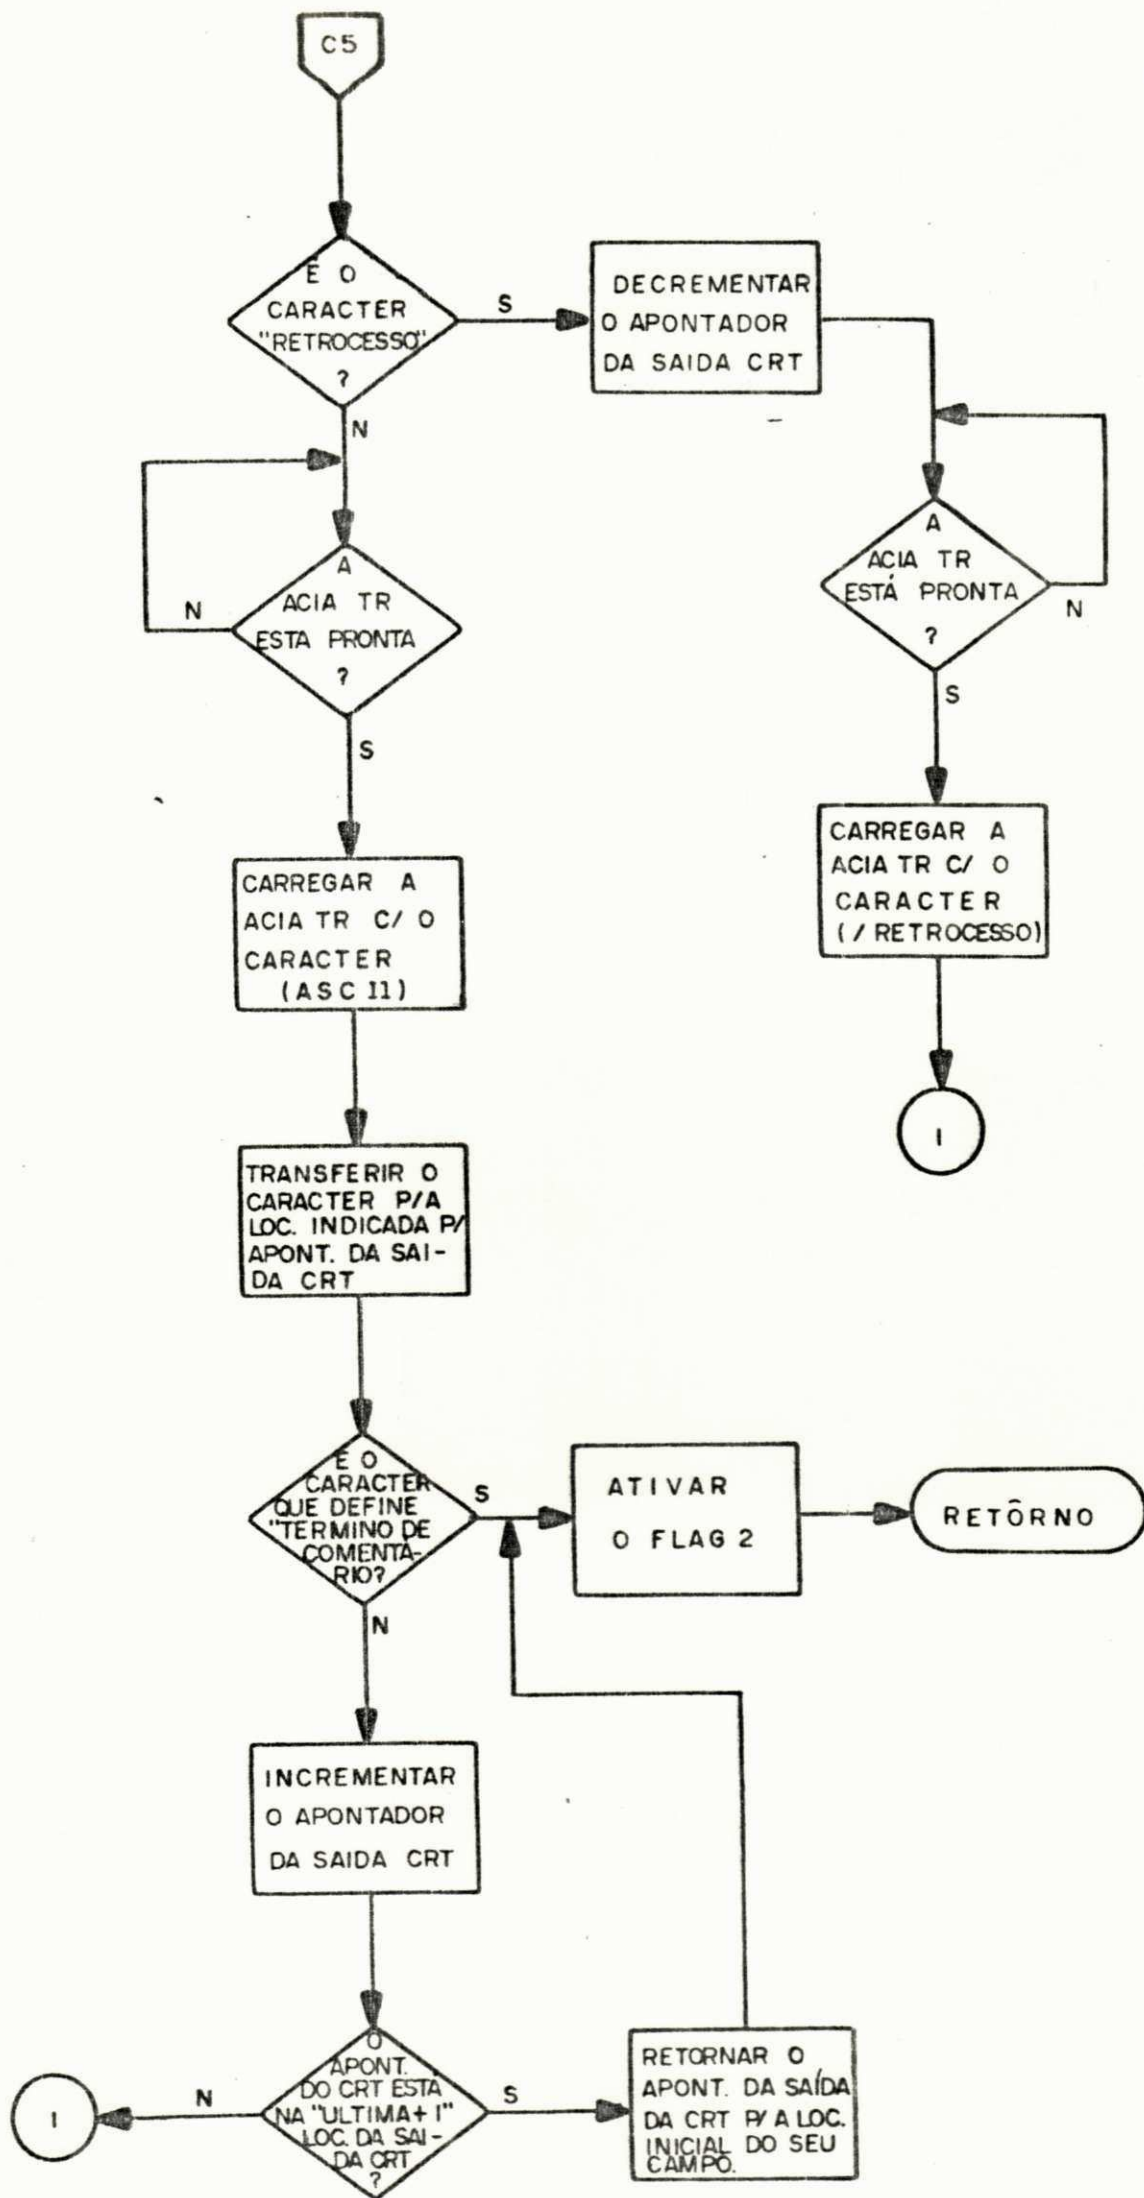 C5
É O
CARACTER
"RETROCESSO"
?
S
DECREMENTAR
O APONTADOR
DA SAIDA CRT
N
A
ACIA TR
ESTA PRONTA
?
N
S
A
ACIA TR
ESTÁ PRONTA
?
N
S
CARREGAR A
ACIA TR C/ O
CARACTER
(ASC II)
CARREGAR A
ACIA TR C/ O
CARACTER
(/ RETROCESSO)
I
TRANSFERIR O
CARACTER P/A
LOC. INDICADA P/
APONT. DA SAI-
DA CRT
É O
CARACTER
QUE DEFINE
"TERMINO DE
COMENTÁ-
RIO?
S
ATIVAR
O FLAG 2
RETÔRNO
N
INCREMENTAR
O APONTADOR
DA SAIDA CRT
O
APONT.
DO CRT ESTÁ
NA "ULTIMA+ I"
LOC. DA SAI-
DA CRT
?
N
I
S
RETORNAR O
APONT. DA SAÍDA
DA CRT P/ A LOC.
INICIAL DO SEU
CAMPO.